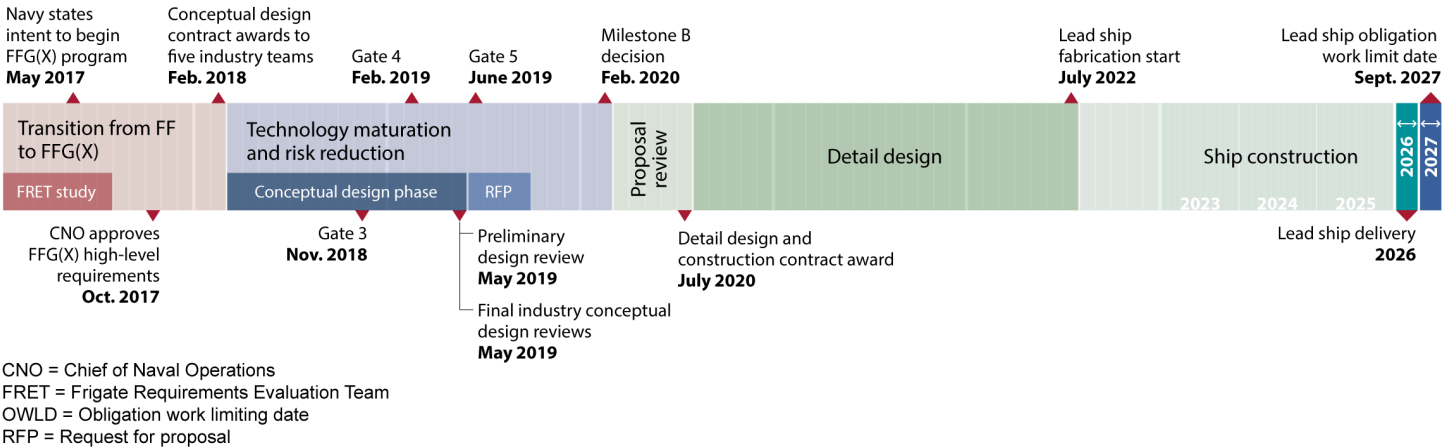 Navy states
intent to begin
FFG(X) program
May 2017
Conceptual design
contract awards to
five industry teams
Feb. 2018
Gate 4
Feb. 2019
Gate 5
June 2019
Milestone B
decision
Feb. 2020
Lead ship
fabrication start
July 2022
Lead ship obligation
work limit date
Sept. 2027
Transition from FF
to FFG(X)
FRET study
Technology maturation
and risk reduction
Conceptual design phase
RFP
Proposal
review
Detail design
Ship construction
2023
2024
2025
2026
2027
CNO approves
FFG(X) high-level
requirements
Oct. 2017
Gate 3
Nov. 2018
Preliminary
design review
May 2019
Final industry conceptual
design reviews
May 2019
Detail design and
construction contract award
July 2020
Lead ship delivery
2026
CNO = Chief of Naval Operations
FRET = Frigate Requirements Evaluation Team
OWLD = Obligation work limiting date
RFP = Request for proposal